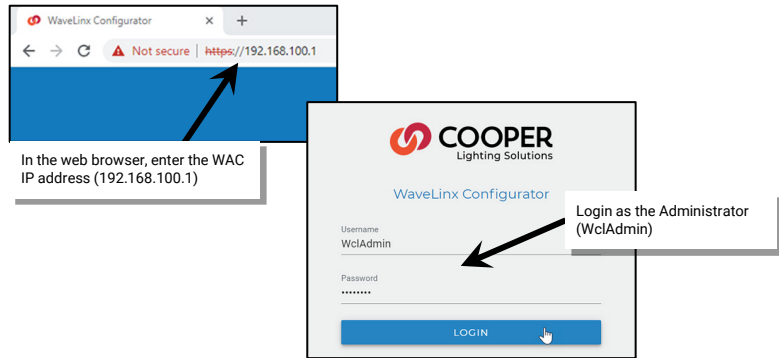 WaveLinx Configurator
Not secure | https://192.168.100.1
In the web browser, enter the WAC
IP address (192.168.100.1)
COOPER
Lighting Solutions
WaveLinx Configurator
Login as the Administrator
(WclAdmin)
Username
WclAdmin
Password
••••••••
LOGIN